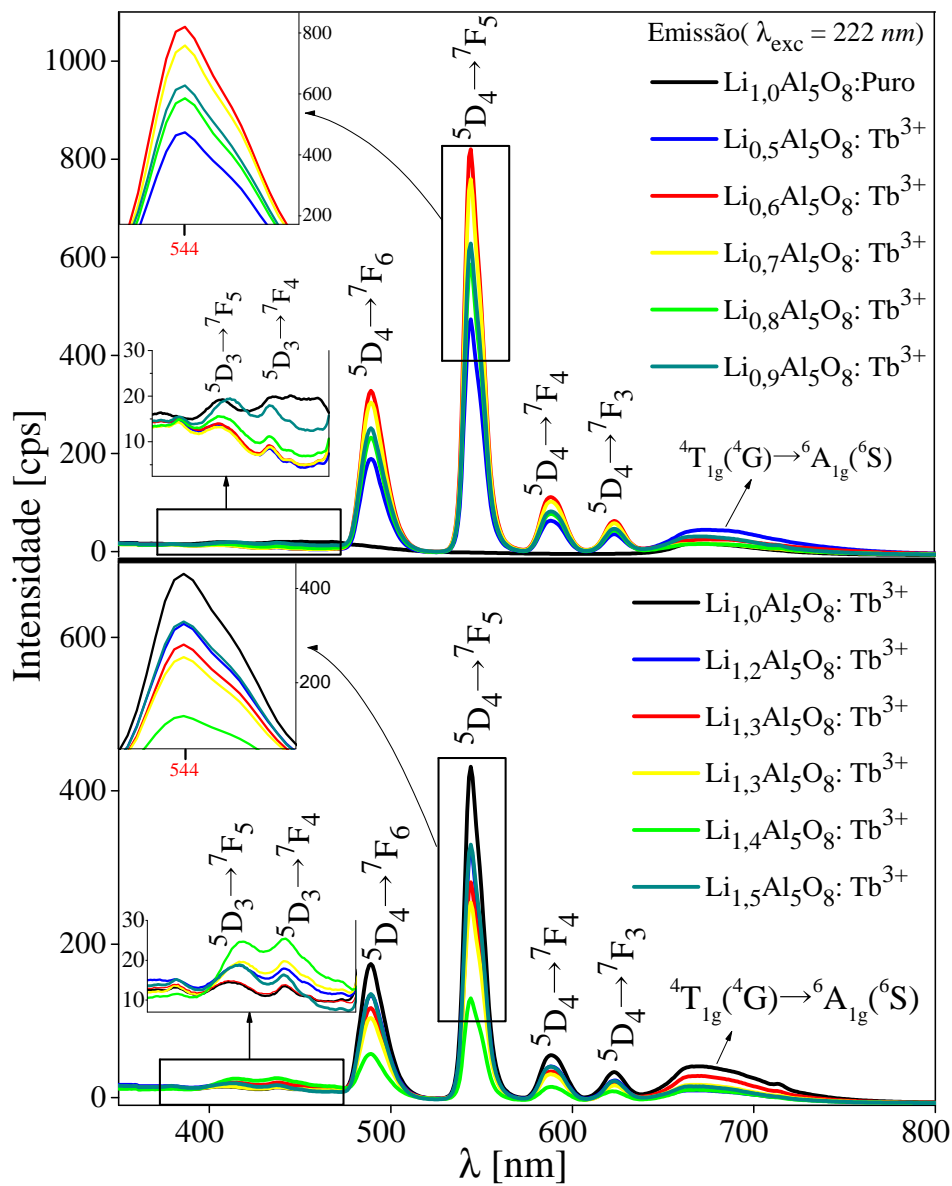 Intensidade [cps]
1000
800
600
400
200
0
Emissão( λexc = 222 nm)
Li1,0Al5O8:Puro
Li0,5Al5O8: Tb3+
Li0,6Al5O8: Tb3+
Li0,7Al5O8: Tb3+
Li0,8Al5O8: Tb3+
Li0,9Al5O8: Tb3+
800
600
400
200
544
5D4→7F5
5D4→7F6
5D3→7F5
5D3→7F4
30
20
10
5D4→7F4
5D4→7F3
4T1g(4G)→6A1g(6S)
600
400
200
0
Li1,0Al5O8: Tb3+
Li1,2Al5O8: Tb3+
Li1,3Al5O8: Tb3+
Li1,3Al5O8: Tb3+
Li1,4Al5O8: Tb3+
Li1,5Al5O8: Tb3+
400
200
544
5D4→7F5
5D3→7F5
5D3→7F4
5D4→7F6
30
20
10
5D4→7F4
5D4→7F3
4T1g(4G)→6A1g(6S)
400
500
600
700
800
λ [nm]